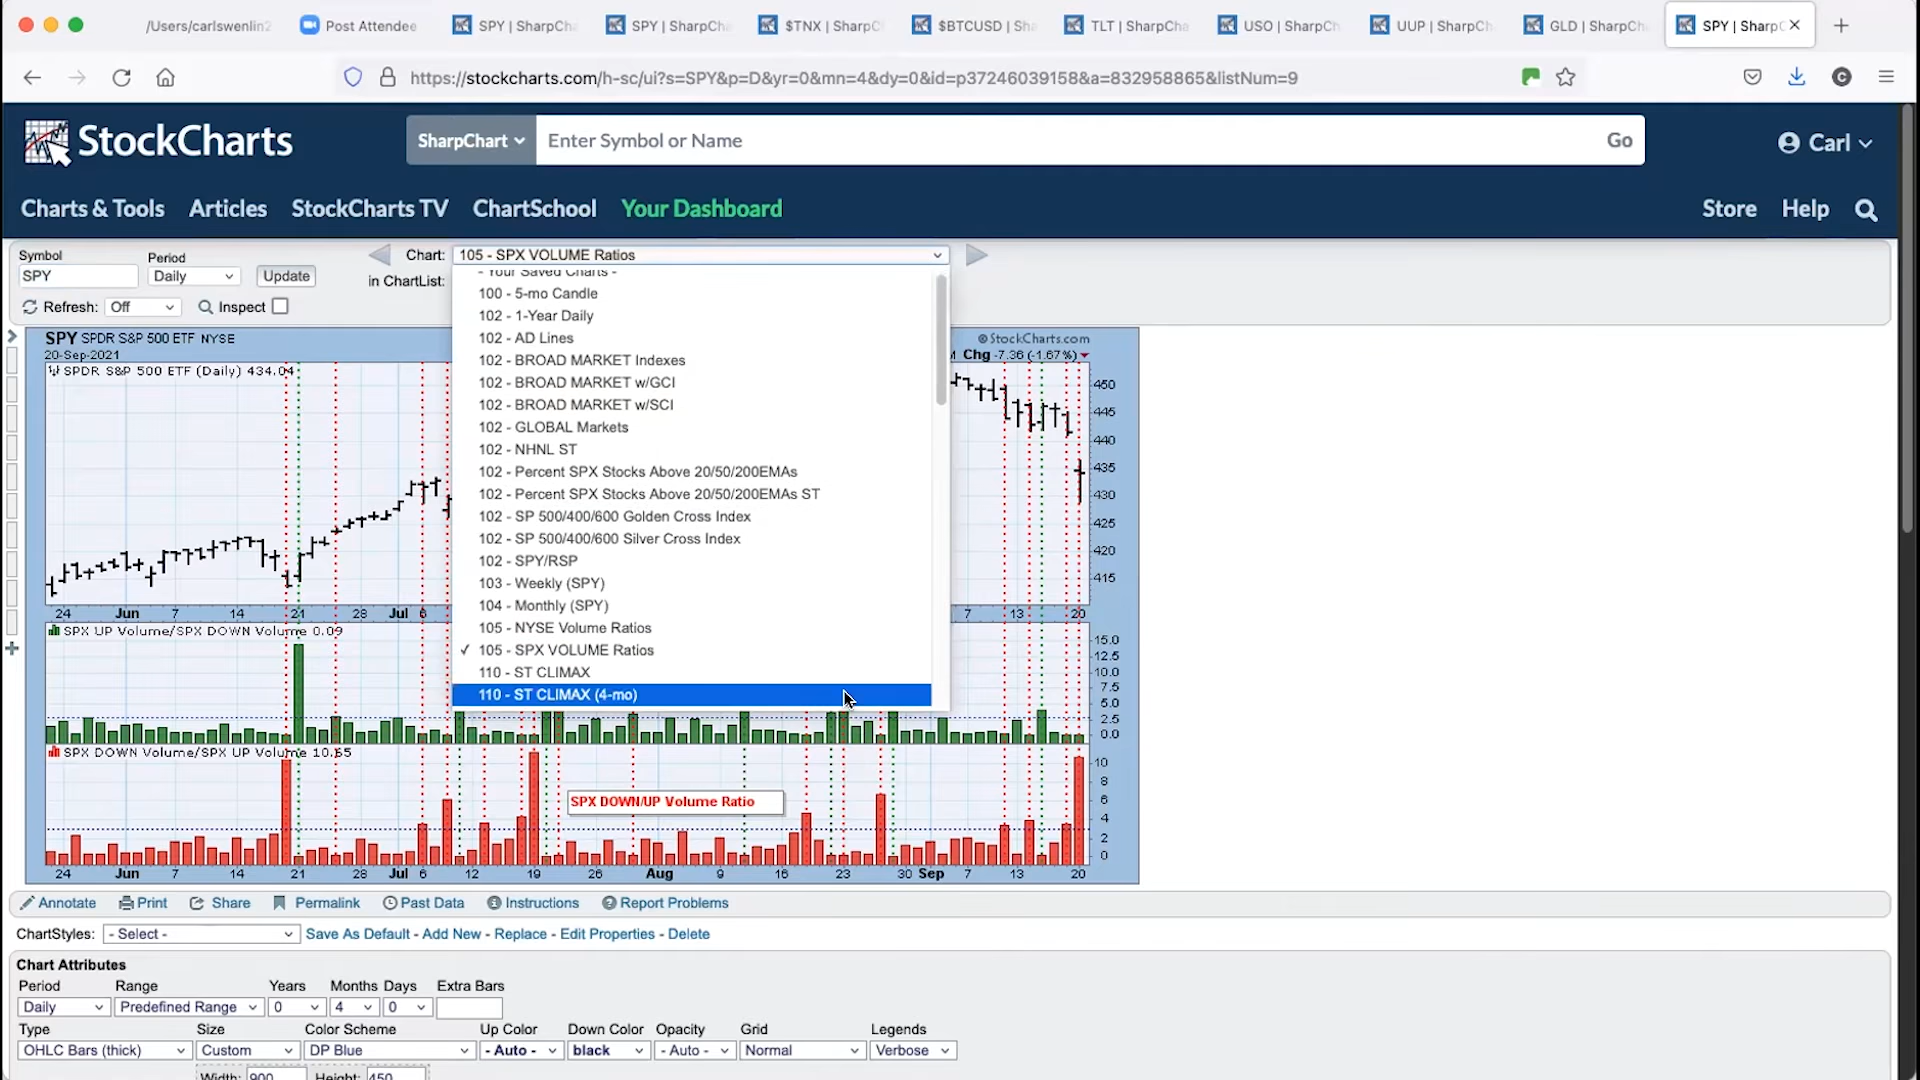 /Users/carlswenlin2
Post Attendee
SPY | SharpCha
SPY | SharpCha
$TNX | SharpC
$BTCUSD | Sha
TLT | SharpCha
USO | SharpCh
UUP | SharpCh
GLD | SharpCha
SPY | SharpC
https://stockcharts.com/h-sc/ui?s=SPY&p=D&yr=0&mn=4&dy=0&id=p37246039158&a=832958865&listNum=9
C
StockCharts
SharpChart
Enter Symbol or Name
Go
Carl
Charts & Tools
Articles
StockCharts TV
ChartSchool
Your Dashboard
Store
Help
Symbol
Period
Chart:
105 - SPX VOLUME Ratios
SPY
Daily
Update
in ChartList:
Refresh:
Off
Inspect
- Your Saved Charts -
100 - 5-mo Candle
102 - 1-Year Daily
102 - AD Lines
102 - BROAD MARKET Indexes
102 - BROAD MARKET w/GCI
102 - BROAD MARKET w/SCI
102 - GLOBAL Markets
102 - NHNL ST
102 - Percent SPX Stocks Above 20/50/200EMAs
102 - Percent SPX Stocks Above 20/50/200EMAs ST
102 - SP 500/400/600 Golden Cross Index
102 - SP 500/400/600 Silver Cross Index
102 - SPY/RSP
103 - Weekly (SPY)
104 - Monthly (SPY)
105 - NYSE Volume Ratios
✓ 105 - SPX VOLUME Ratios
110 - ST CLIMAX
110 - ST CLIMAX (4-mo)
SPY SPDR S&P 500 ETF NYSE
©StockCharts.com
20-Sep-2021
Chg -7.36 (-1.67%)
SPDR S&P 500 ETF (Daily) 434.04
450
445
440
435
430
425
420
415
24 Jun 7 14 21 28 Jul 6
7 13 20
SPX UP Volume/SPX DOWN Volume 0.09
15.0
12.5
10.0
7.5
5.0
2.5
0.0
SPX DOWN Volume/SPX UP Volume 10.65
10
8
6
4
2
0
SPX DOWN/UP Volume Ratio
24 Jun 7 14 21 28 Jul 6 12 19 26 Aug 9 16 23 30 Sep 7 13 20
Annotate
Print
Share
Permalink
Past Data
Instructions
Report Problems
ChartStyles:
- Select -
Save As Default - Add New - Replace - Edit Properties - Delete
Chart Attributes
Period
Range
Years
Months
Days
Extra Bars
Daily
Predefined Range
0
4
0
Type
Size
Color Scheme
Up Color
Down Color
Opacity
Grid
Legends
OHLC Bars (thick)
Custom
DP Blue
- Auto -
black
- Auto -
Normal
Verbose
Width: 900
Height: 450